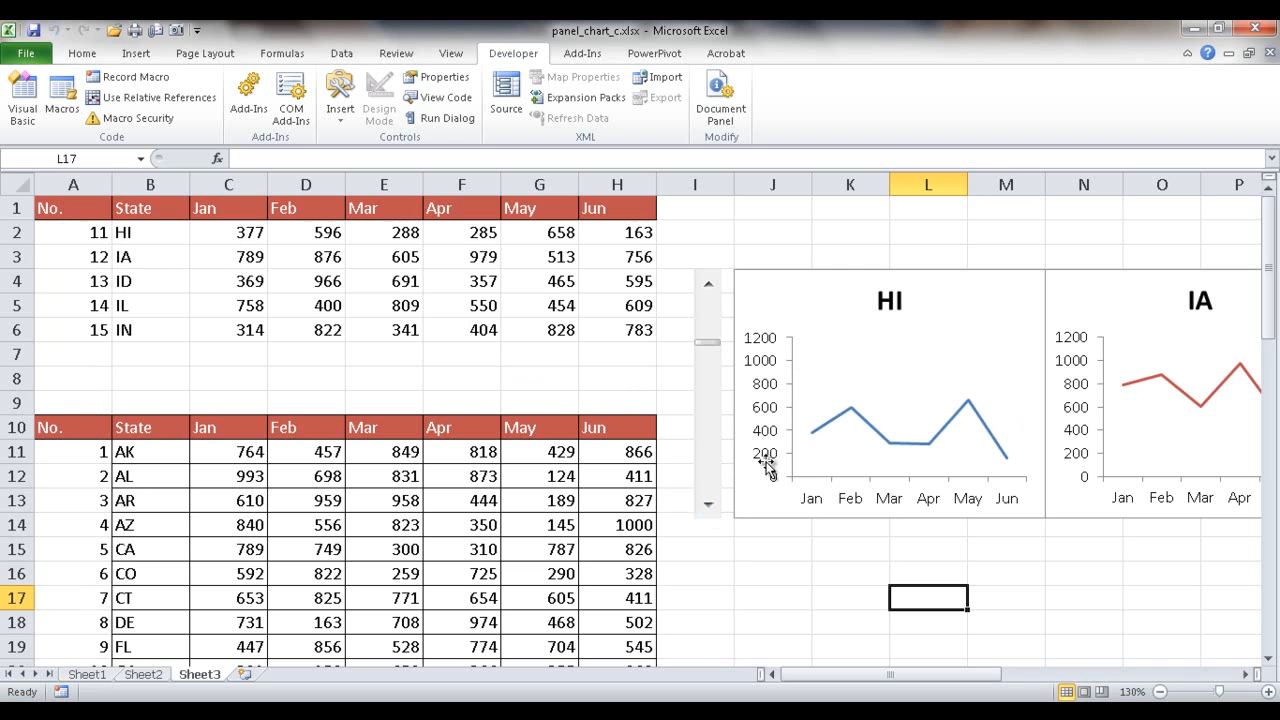 panel_chart_c.xlsx - Microsoft Excel
File Home Insert Page Layout Formulas Data Review View Developer Add-Ins PowerPivot Acrobat
Visual Basic
Macros
Record Macro
Use Relative References
Macro Security
Code
Add-Ins
COM Add-Ins
Add-Ins
Insert
Design Mode
Properties
View Code
Run Dialog
Controls
Source
Map Properties
Expansion Packs
Refresh Data
Import
Export
XML
Document Panel
Modify
L17 fx
A B C D E F G H I J K L M N O P
1 No. State Jan Feb Mar Apr May Jun
2 11 HI 377 596 288 285 658 163
3 12 IA 789 876 605 979 513 756
4 13 ID 369 966 691 357 465 595
5 14 IL 758 400 809 550 454 609
6 15 IN 314 822 341 404 828 783
7
8
9
10 No. State Jan Feb Mar Apr May Jun
11 1 AK 764 457 849 818 429 866
12 2 AL 993 698 831 873 124 411
13 3 AR 610 959 958 444 189 827
14 4 AZ 840 556 823 350 145 1000
15 5 CA 789 749 300 310 787 826
16 6 CO 592 822 259 725 290 328
17 7 CT 653 825 771 654 605 411
18 8 DE 731 163 708 974 468 502
19 9 FL 447 856 528 774 704 545
HI
1200
1000
800
600
400
200
0
Jan Feb Mar Apr May Jun
IA
1200
1000
800
600
400
200
0
Jan Feb Mar Apr
Sheet1 Sheet2 Sheet3
Ready 130%